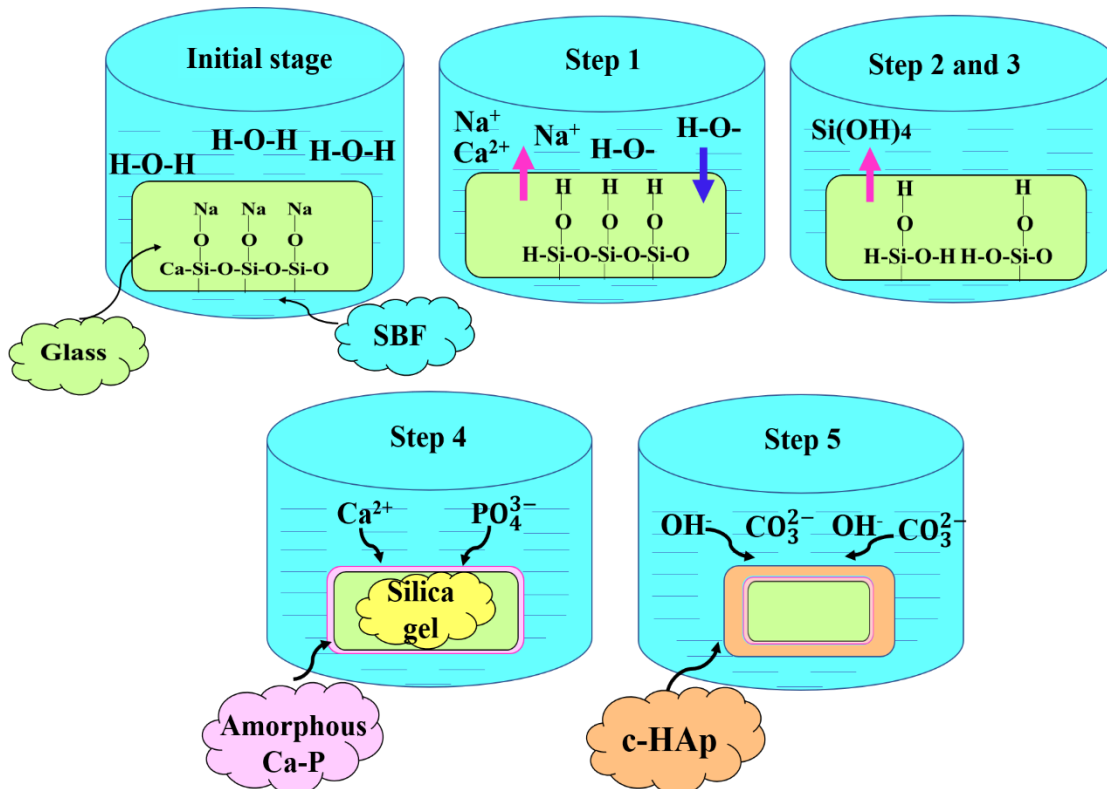 Initial stage
H-O-H
H-O-H
H-O-H
Na Na Na
O O O
Ca-Si-O-Si-O-Si-O
Glass
SBF
Step 1
Na⁺
Ca²⁺
Na⁺
H-O-
H-O-
H H H
O O O
H-Si-O-Si-O-Si-O
Step 2 and 3
Si(OH)₄
H H
O O
H-Si-O-H H-O-Si-O
Step 4
Ca²⁺
PO₄³⁻
Silica
gel
Amorphous
Ca-P
Step 5
OH⁻ CO₃²⁻ OH⁻ CO₃²⁻
c-HAp